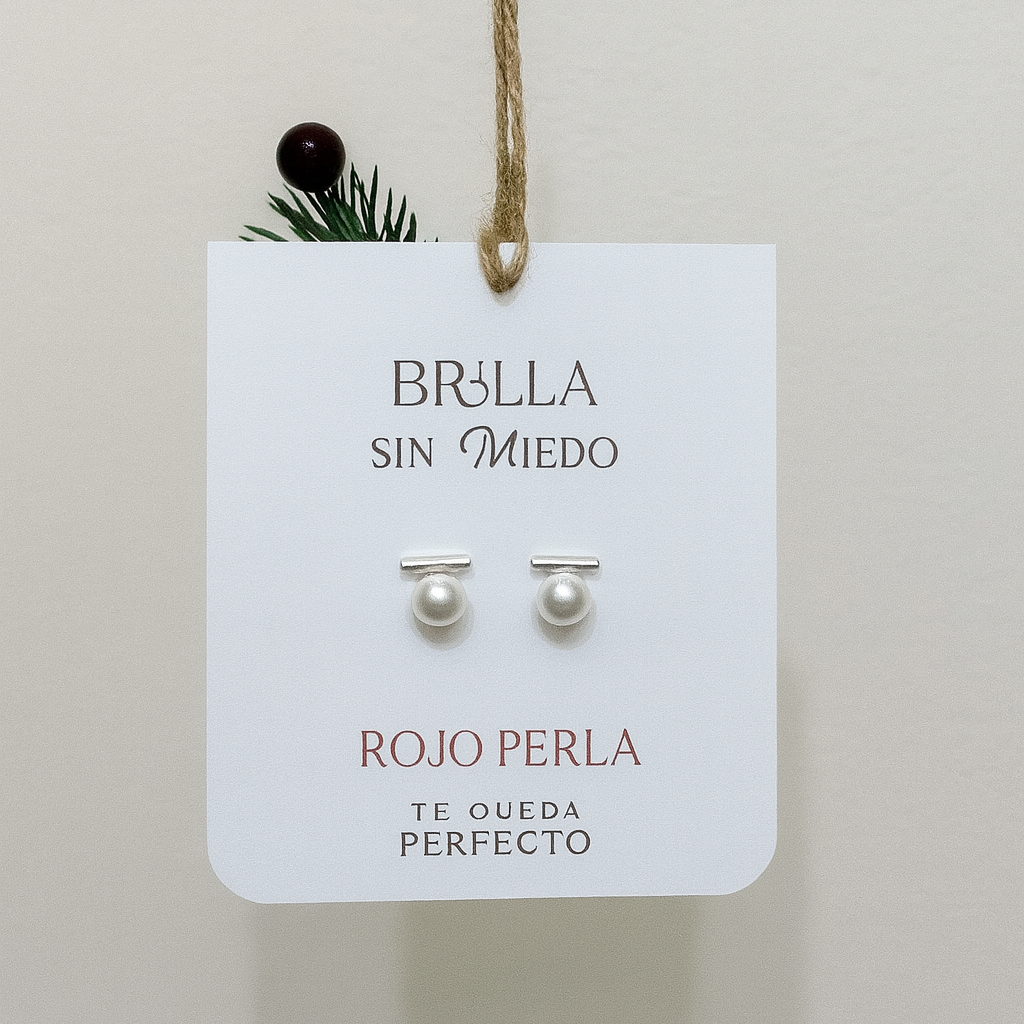 BRILLA
SIN MIEDO
ROJO PERLA
TE OUEDA
PERFECTO